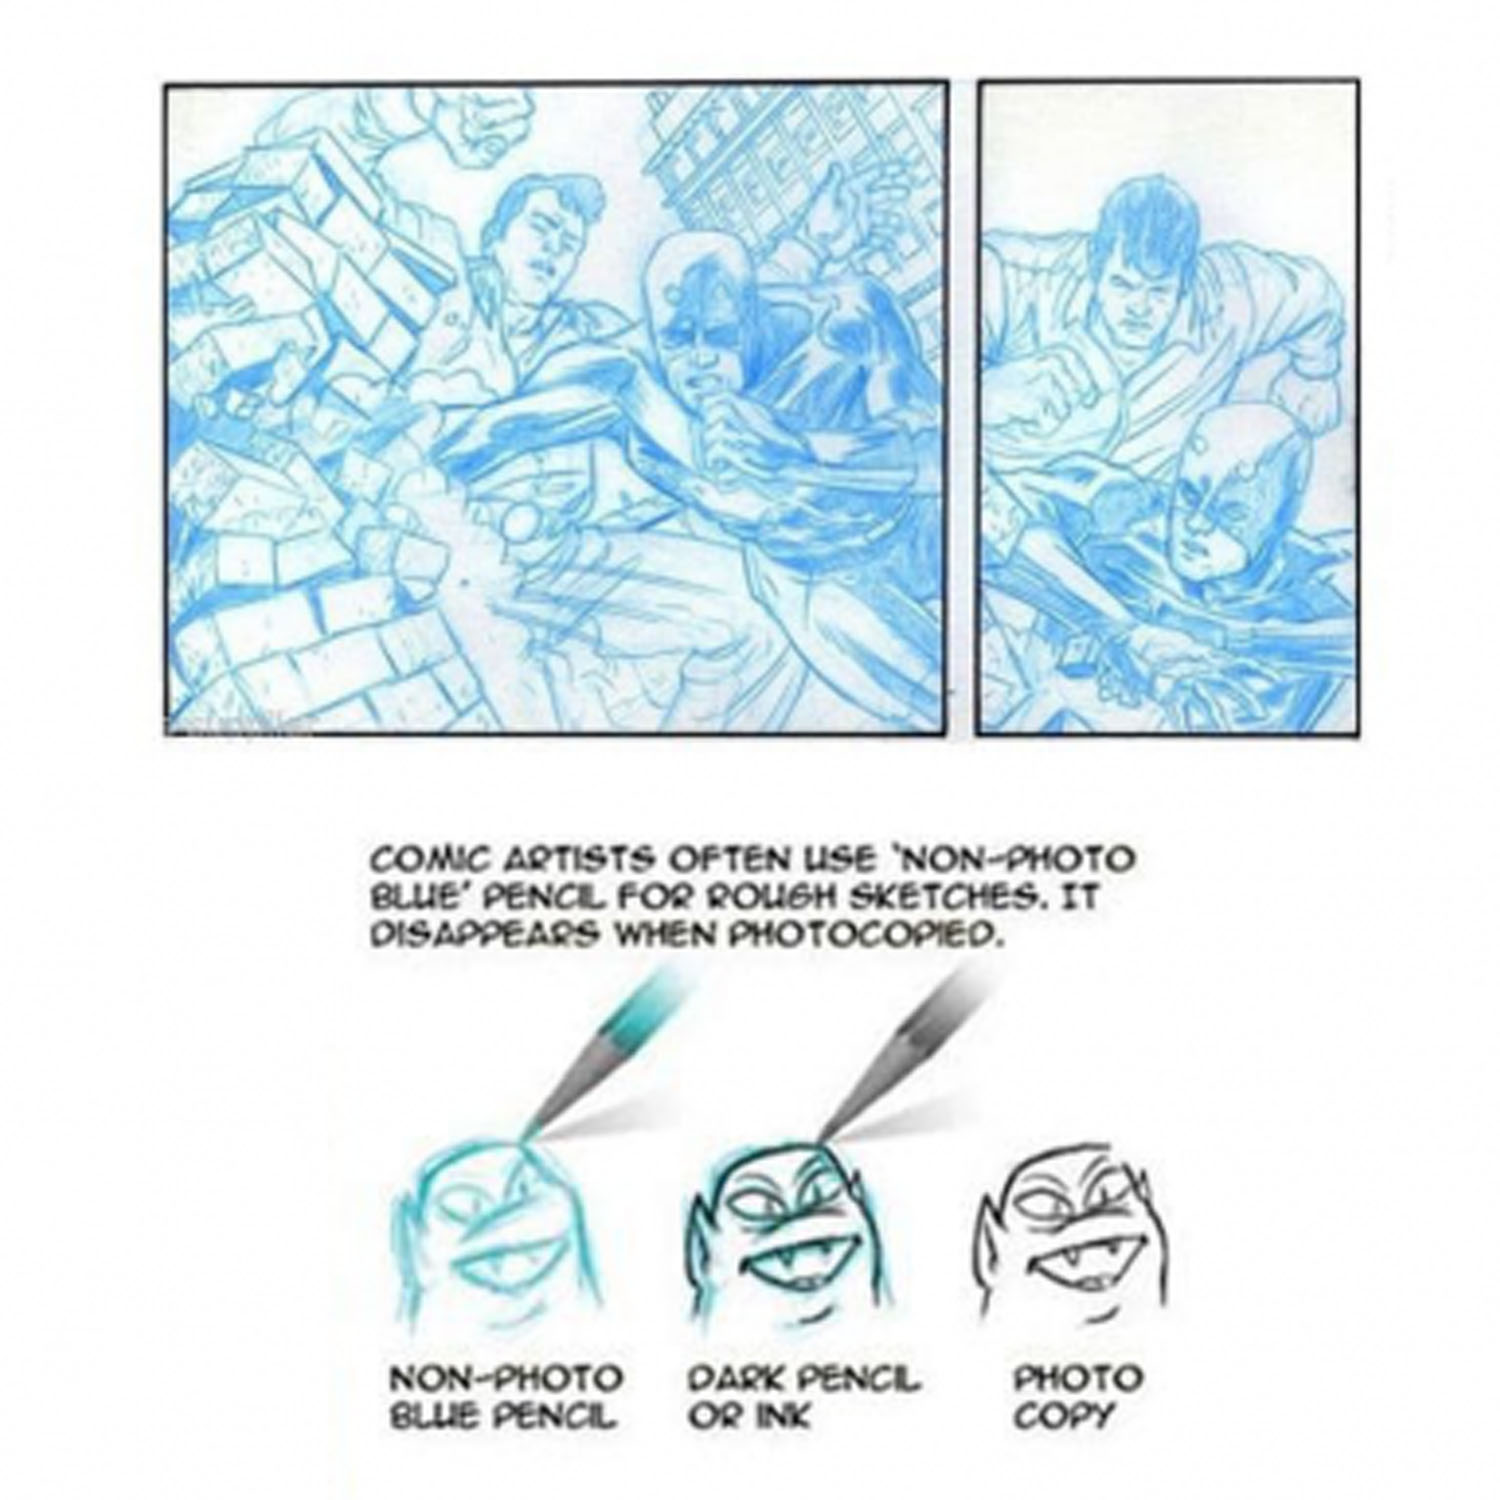 COMIC ARTISTS OFTEN USE 'NON-PHOTO
BLUE' PENCIL FOR ROUGH SKETCHES. IT
DISAPPEARS WHEN PHOTOCOPIED.
NON-PHOTO
BLUE PENCIL
DARK PENCIL
OR INK
PHOTO
COPY